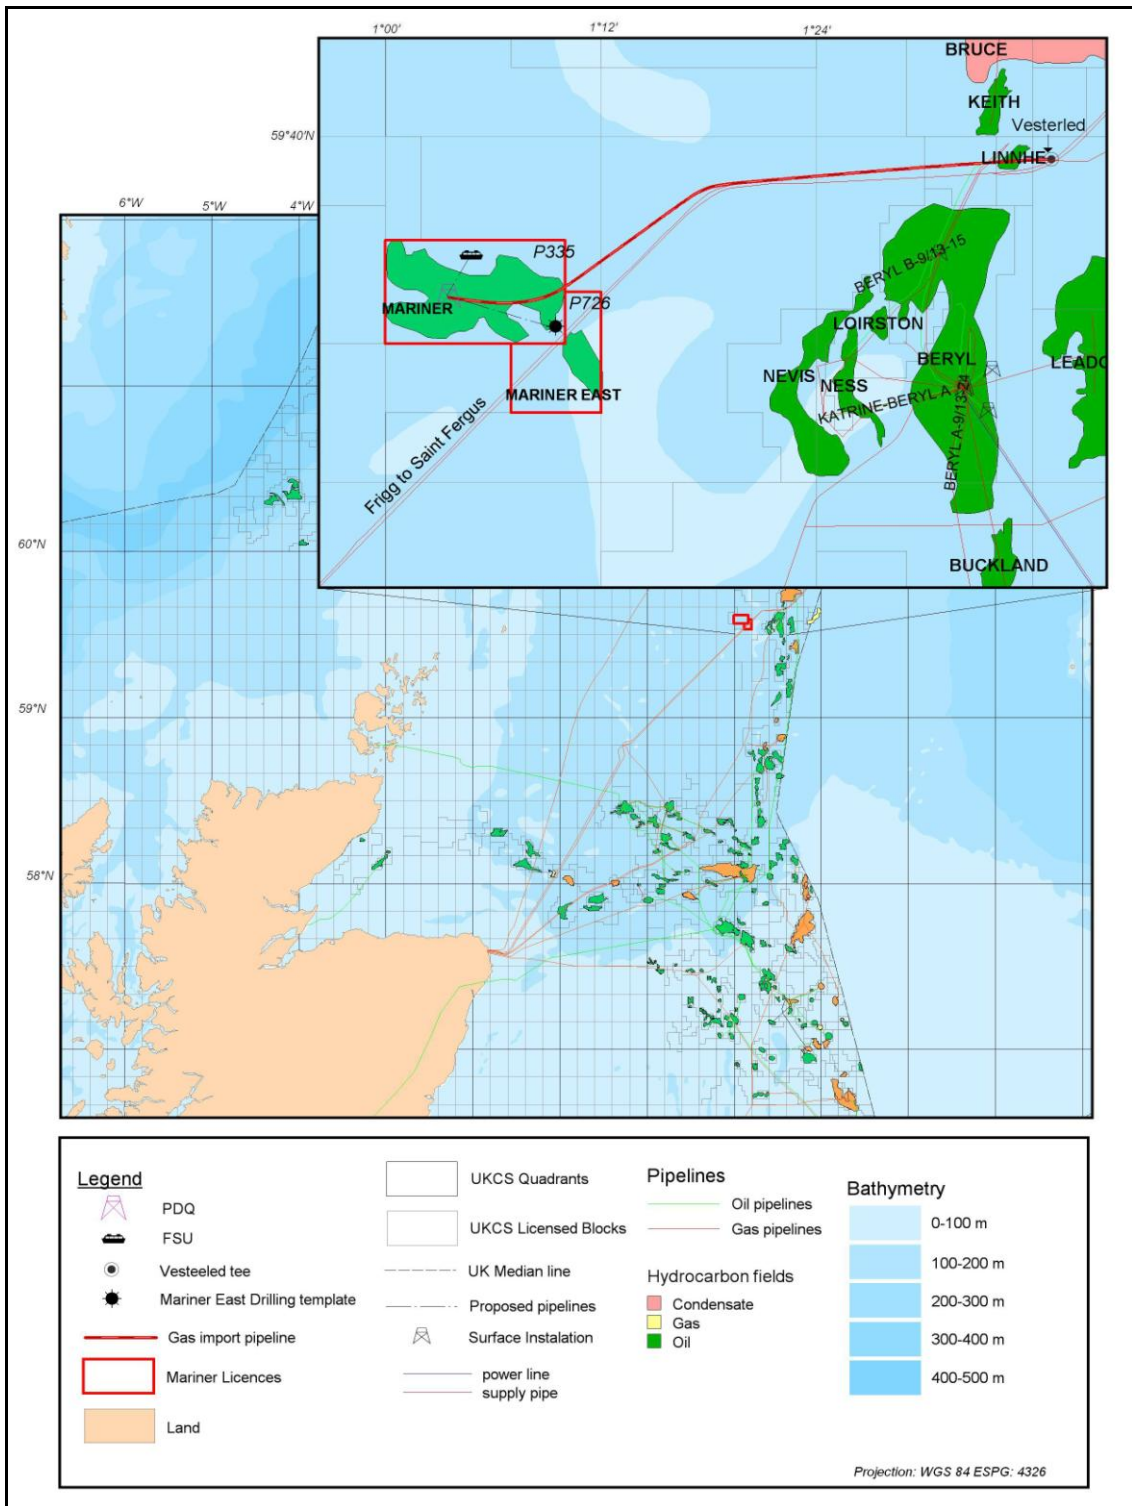 1°00'
1°12'
1°24'
BRUCE
KEITH
Vesterled
59°40'N
LINNHE
6°W
5°W
4°W
P335
BERYL B-9/13-15
MARINER
P726
LOIRSTON
BERYL
LEADC
NEVIS
NESS
MARINER EAST
KATRINE-BERYL A
BERYL A-9/13-24
Frigg to Saint Fergus
60°N
BUCKLAND
59°N
58°N
Legend
PDQ
FSU
Vesteeled tee
Mariner East Drilling template
Gas import pipeline
Mariner Licences
Land
UKCS Quadrants
UKCS Licensed Blocks
UK Median line
Proposed pipelines
Surface Instalation
power line
supply pipe
Pipelines
Oil pipelines
Gas pipelines
Hydrocarbon fields
Condensate
Gas
Oil
Bathymetry
0-100 m
100-200 m
200-300 m
300-400 m
400-500 m
Projection: WGS 84 ESPG: 4326